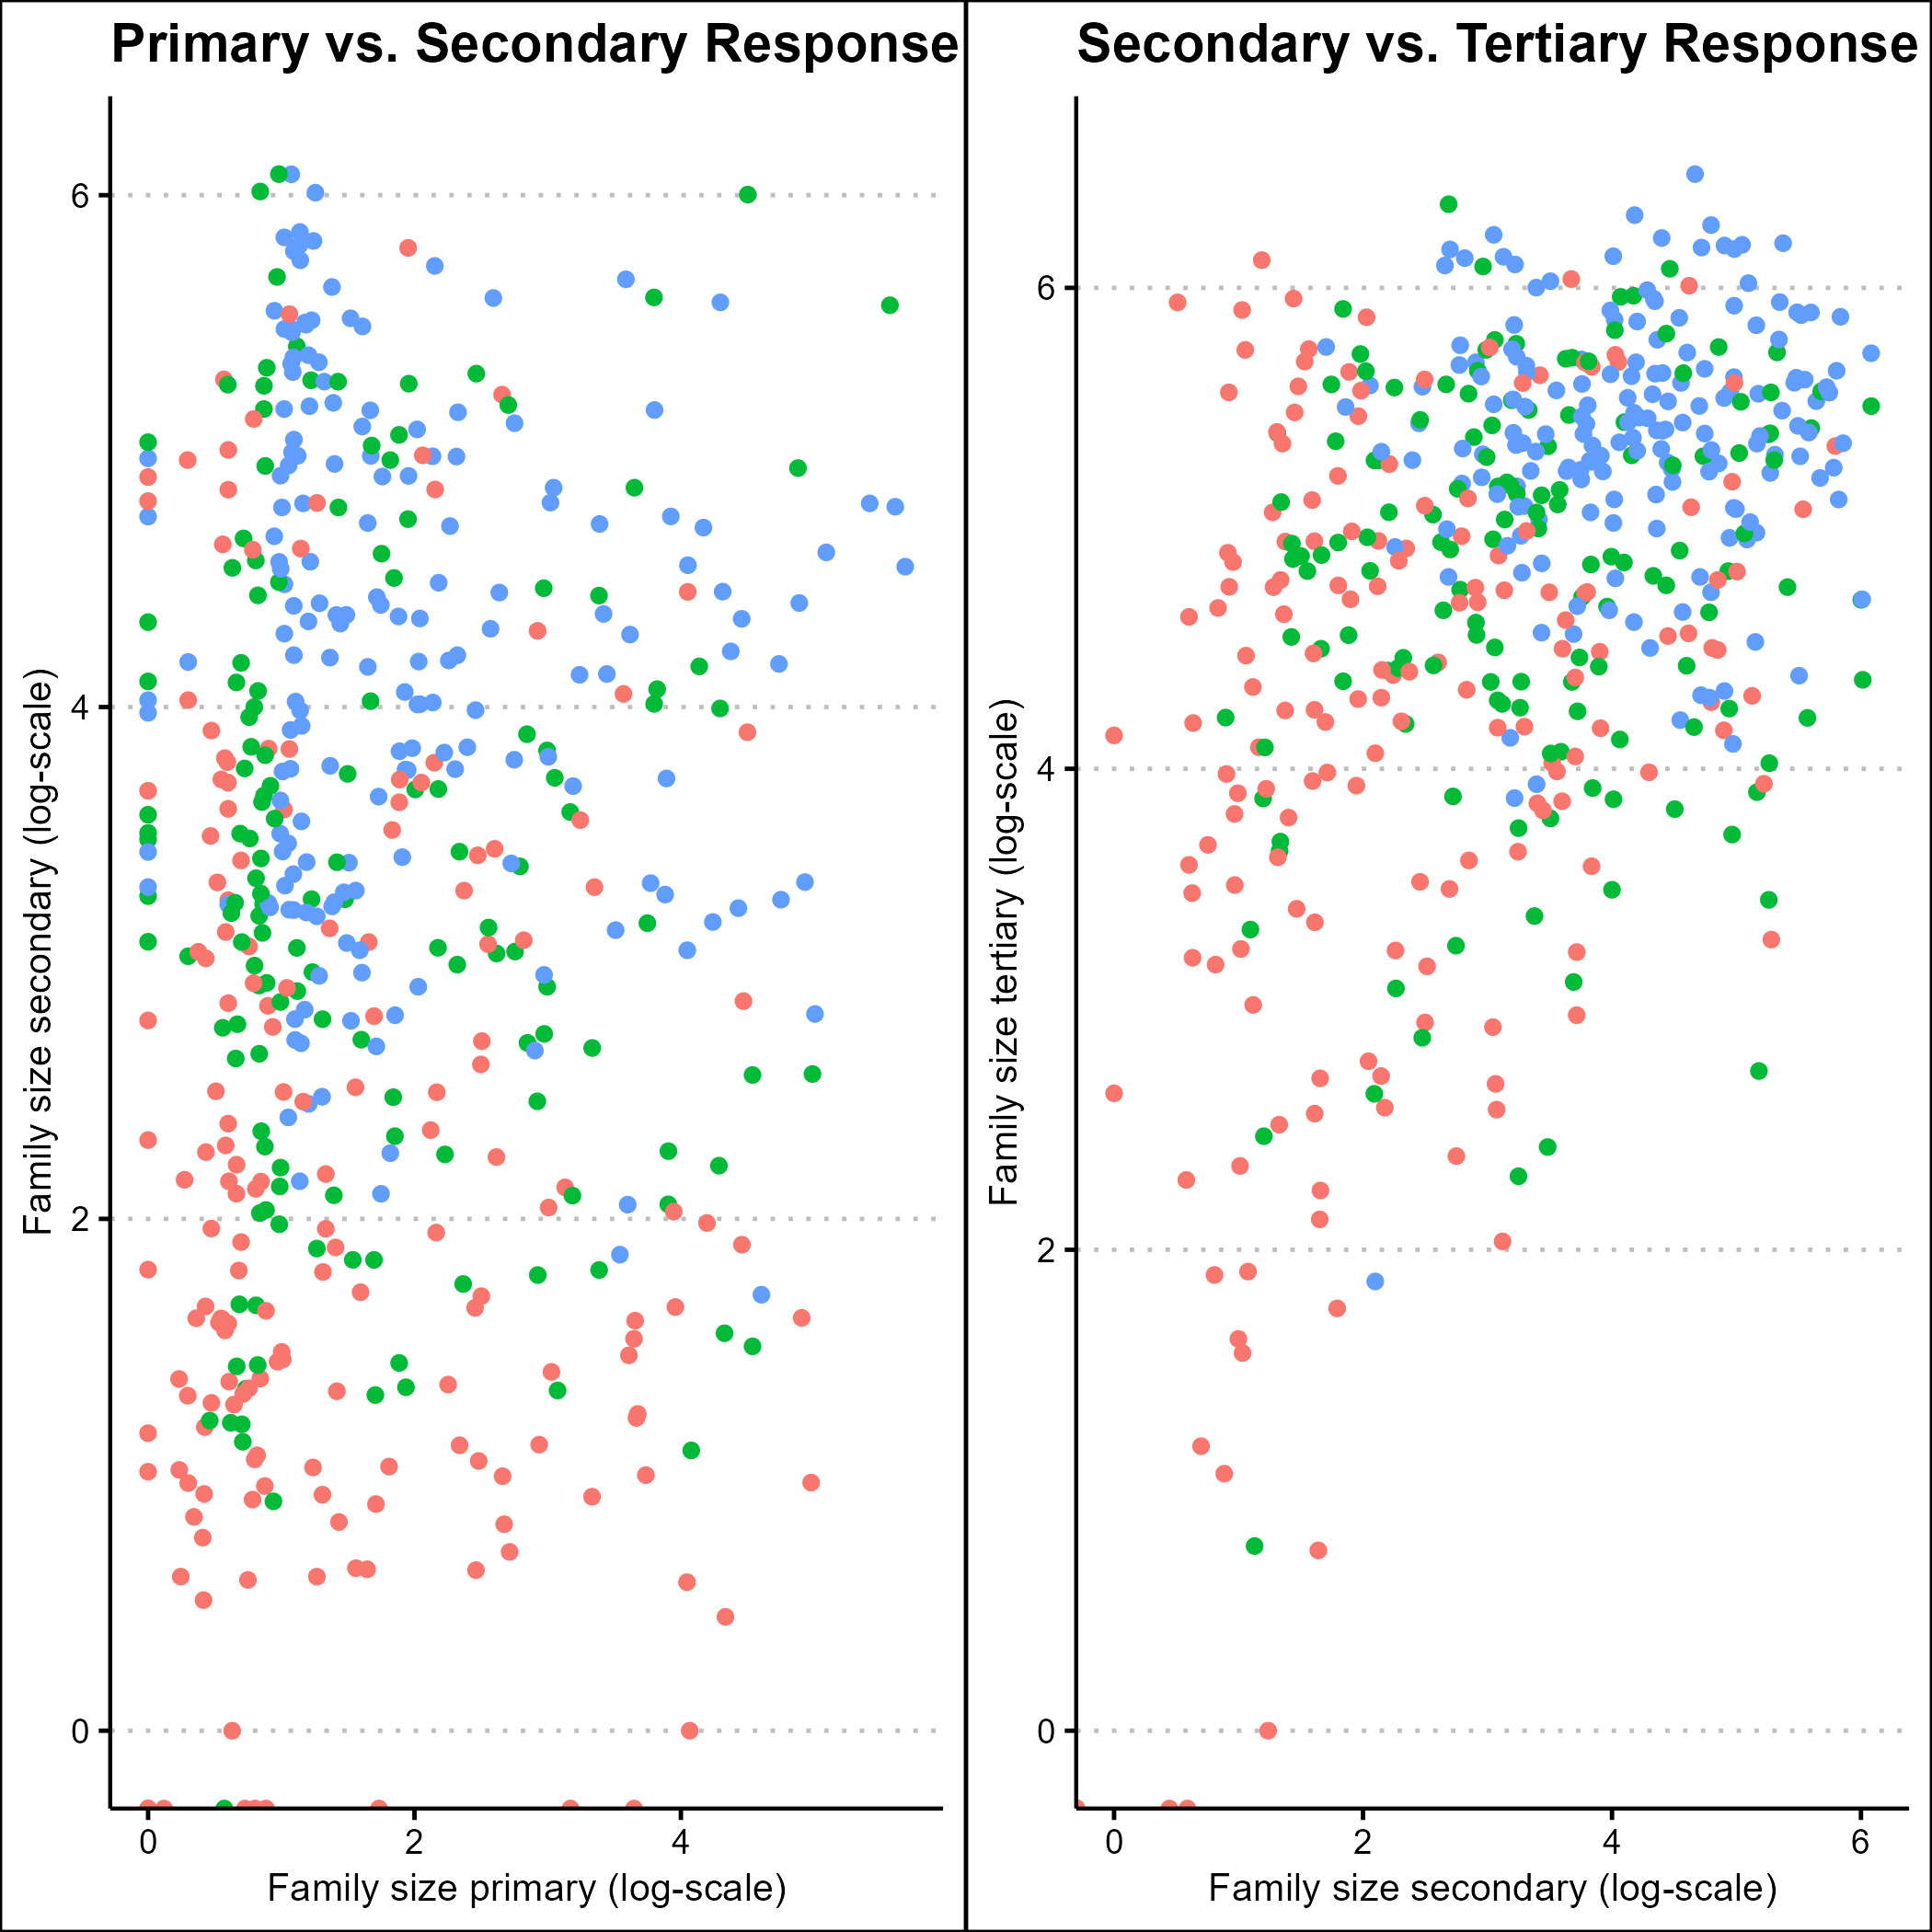 Primary vs. Secondary Response
Family size secondary (log-scale)
6
4
2
0
0 2 4
Family size primary (log-scale)
Secondary vs. Tertiary Response
Family size tertiary (log-scale)
6
4
2
0
0 2 4 6
Family size secondary (log-scale)